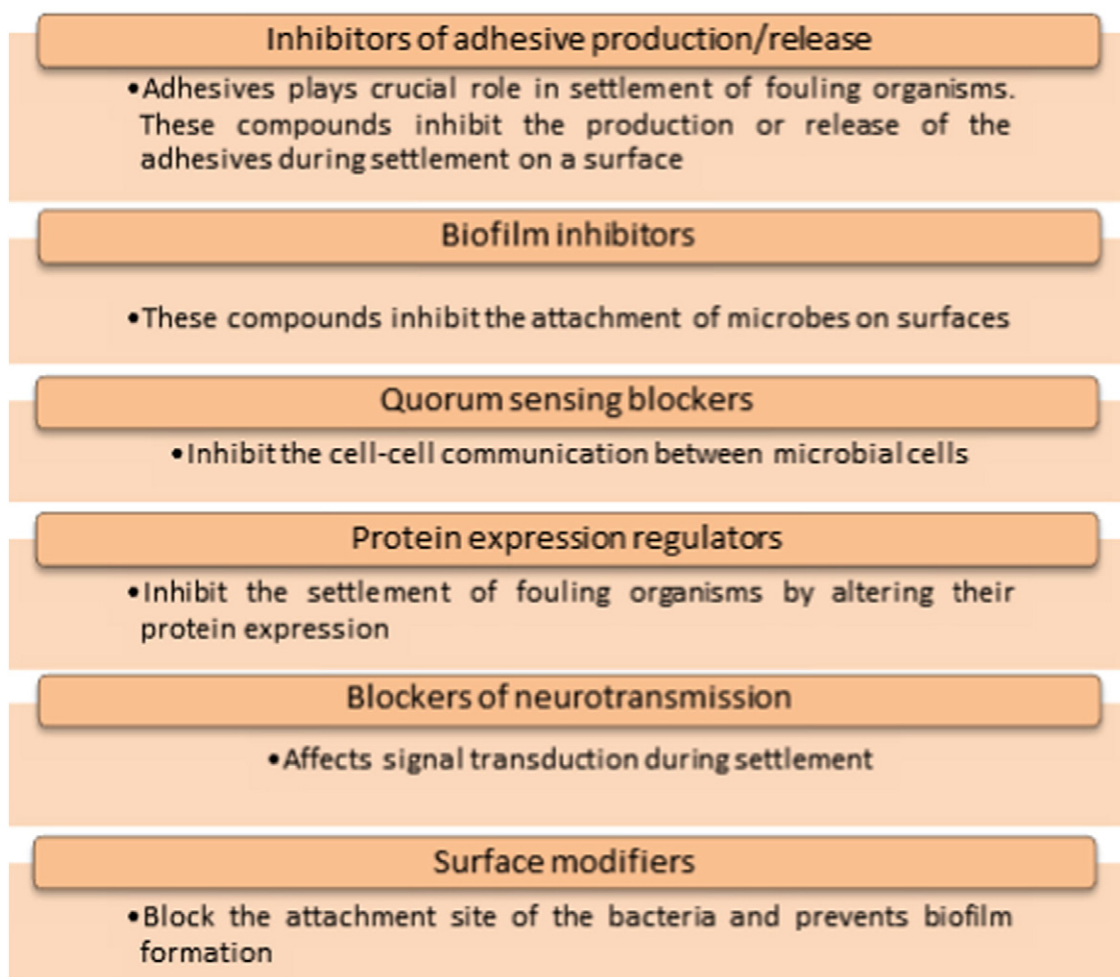 Inhibitors of adhesive production/release
•Adhesives plays crucial role in settlement of fouling organisms.
These compounds inhibit the production or release of the
adhesives during settlement on a surface
Biofilm inhibitors
•These compounds inhibit the attachment of microbes on surfaces
Quorum sensing blockers
•Inhibit the cell-cell communication between microbial cells
Protein expression regulators
•Inhibit the settlement of fouling organisms by altering their
protein expression
Blockers of neurotransmission
•Affects signal transduction during settlement
Surface modifiers
•Block the attachment site of the bacteria and prevents biofilm
formation